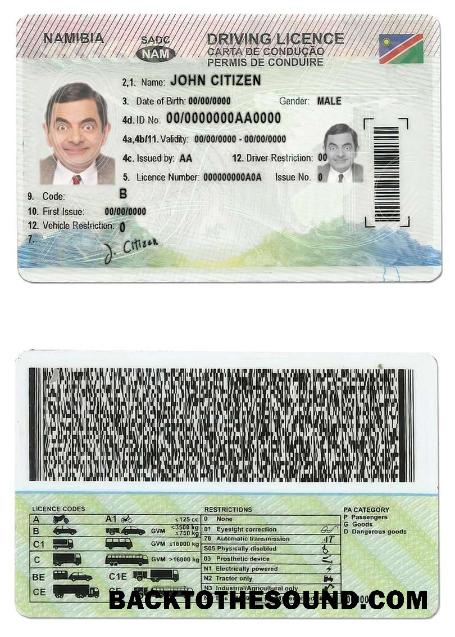 NAMIBIA
SADC
NAM
DRIVING LICENCE
CARTA DE CONDUÇÃO
PERMIS DE CONDUIRE
2,1. Name: JOHN CITIZEN
3. Date of Birth: 00/00/0000 Gender: MALE
4d. ID No. 00/0000000AA0000
4a,4b/11. Validity: 00/00/0000 - 00/00/0000
4c. Issued by: AA 12. Driver Restriction: 00
5. Licence Number: 000000000A0A Issue No. 0
9. Code: B
10. First Issue: 00/00/0000
12. Vehicle Restriction: 0
7.
J. Citizen
LICENCE CODES RESTRICTIONS PA CATEGORY
A A1 ≤125 cc 0 None P Passengers
B GVM ≤3500 kg ≤750 kg 01 Eyesight correction G Goods
78 Automatic transmission AT D Dangerous goods
C1 GVM ≤16000 kg S05 Physically disabled
C GVM >16000 kg 03 Prosthetic device
N1 Electrically powered
BE C1E N2 Tractor only
CE N3 Industrial/Agricultural only
BACKTOTHESOUND.COM